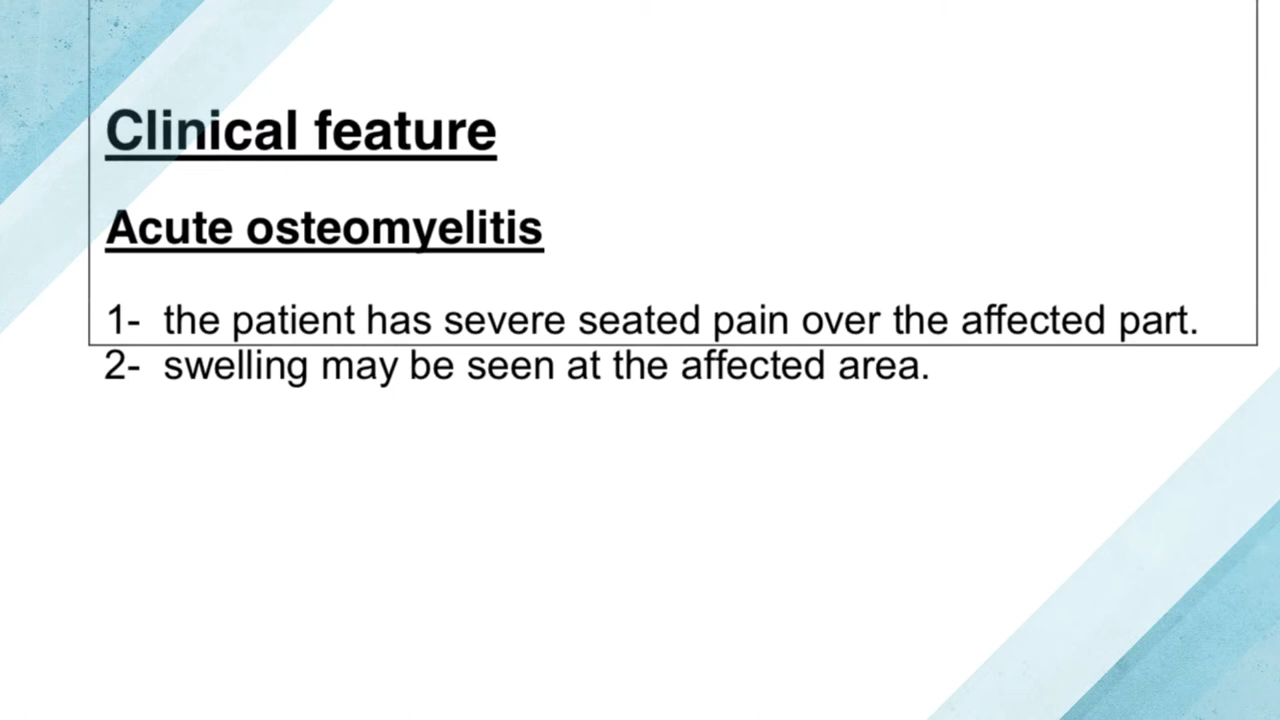 Clinical feature
Acute osteomyelitis
1- the patient has severe seated pain over the affected part.
2- swelling may be seen at the affected area.